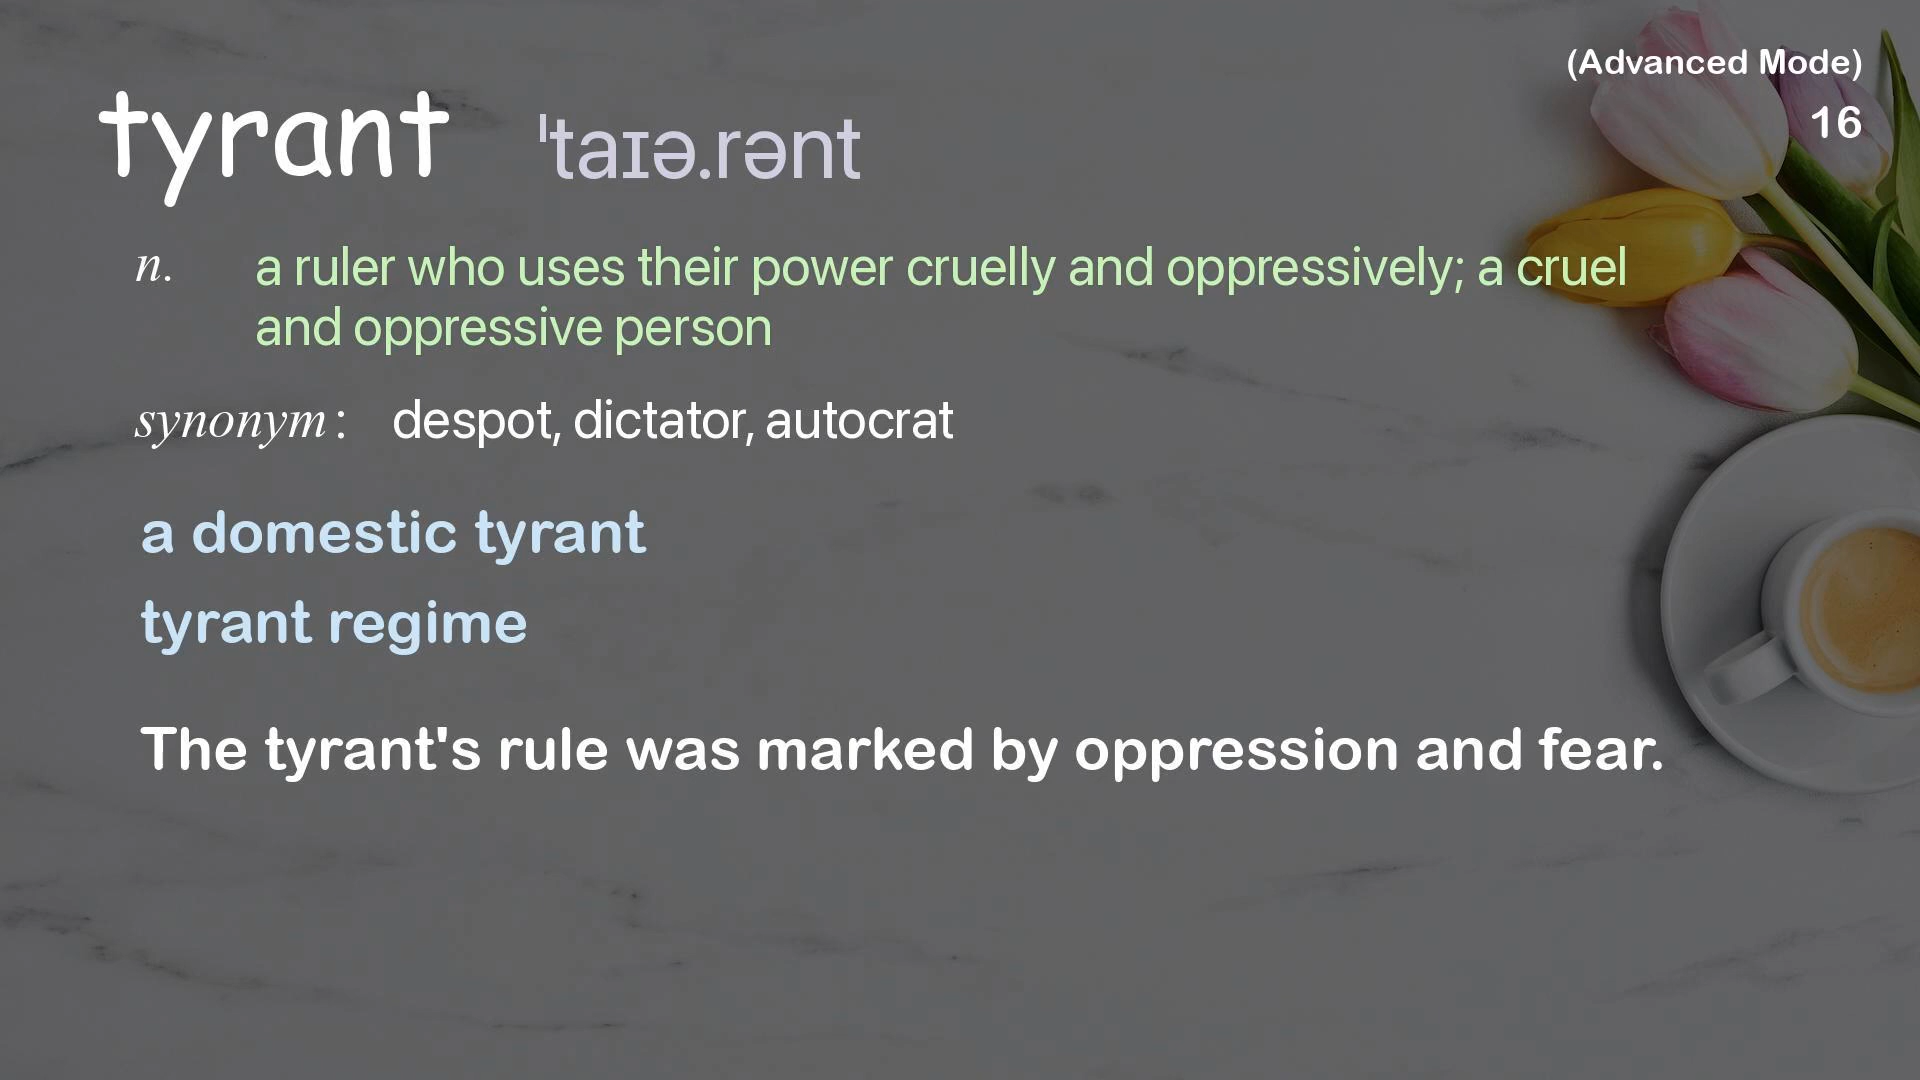 (Advanced Mode)
16
tyrant ˈtaɪə.rənt
n. a ruler who uses their power cruelly and oppressively; a cruel
and oppressive person
synonym: despot, dictator, autocrat
a domestic tyrant
tyrant regime
The tyrant's rule was marked by oppression and fear.